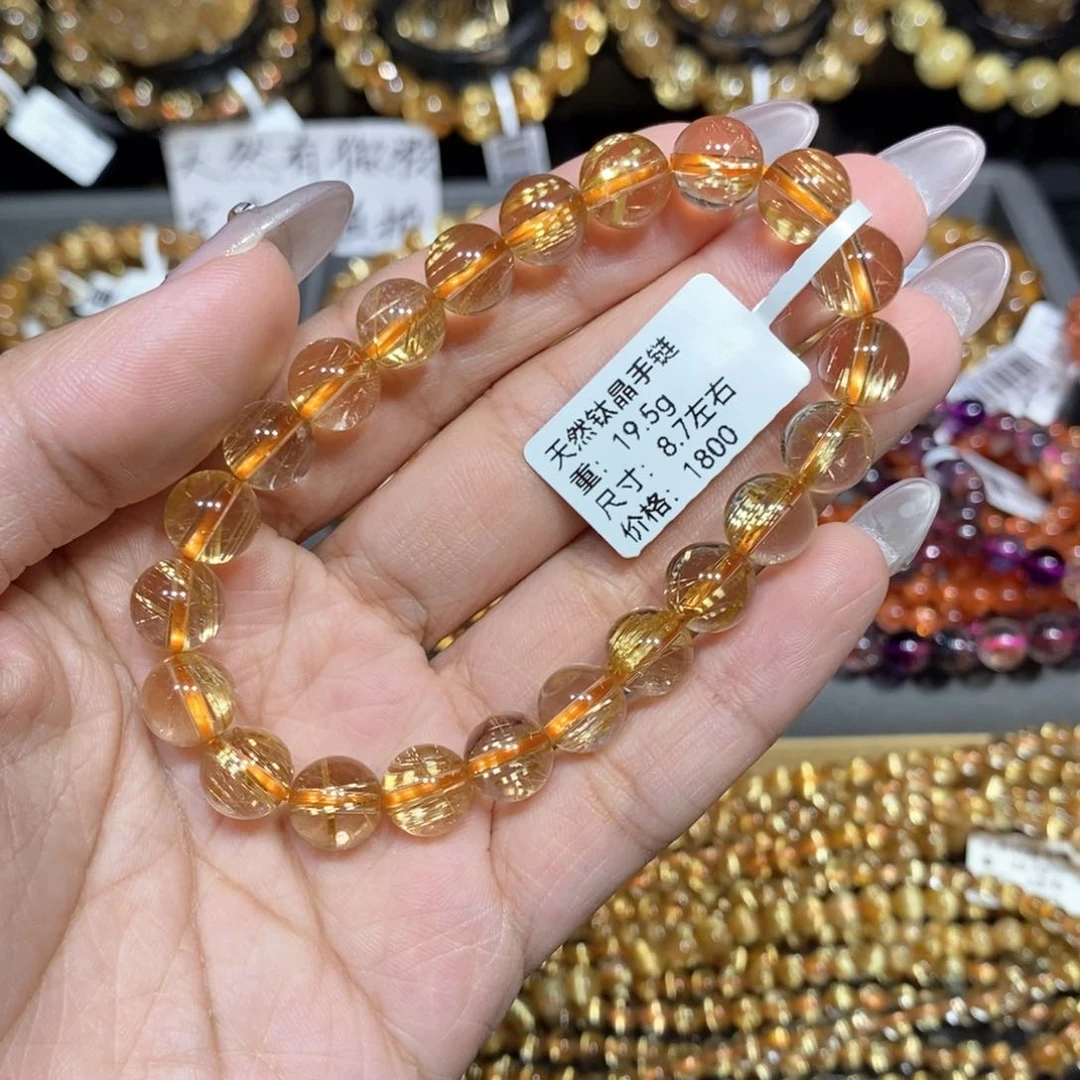 天然钛晶手链
重: 19.5g
尺寸: 8.7左右
价格: 1800